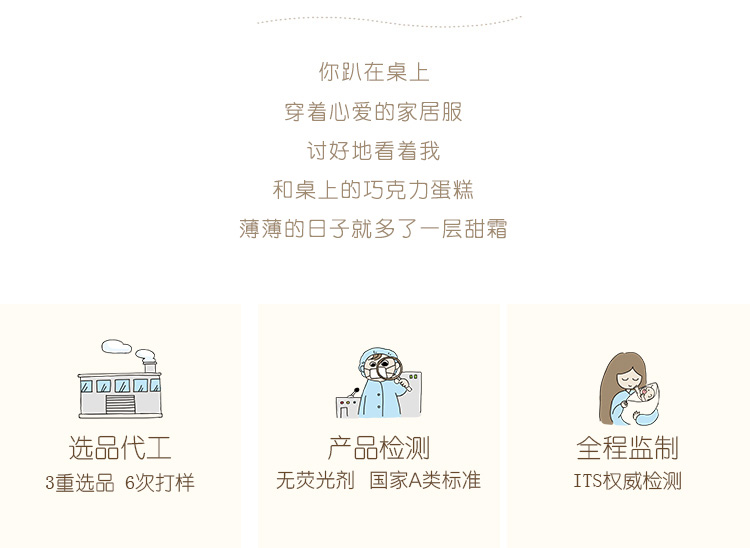 你趴在桌上
穿着心爱的家居服
讨好地看着我
和桌上的巧克力蛋糕
薄薄的日子就多了一层甜霜
选品代工
3重选品 6次打样
产品检测
无荧光剂 国家A类标准
全程监制
ITS权威检测